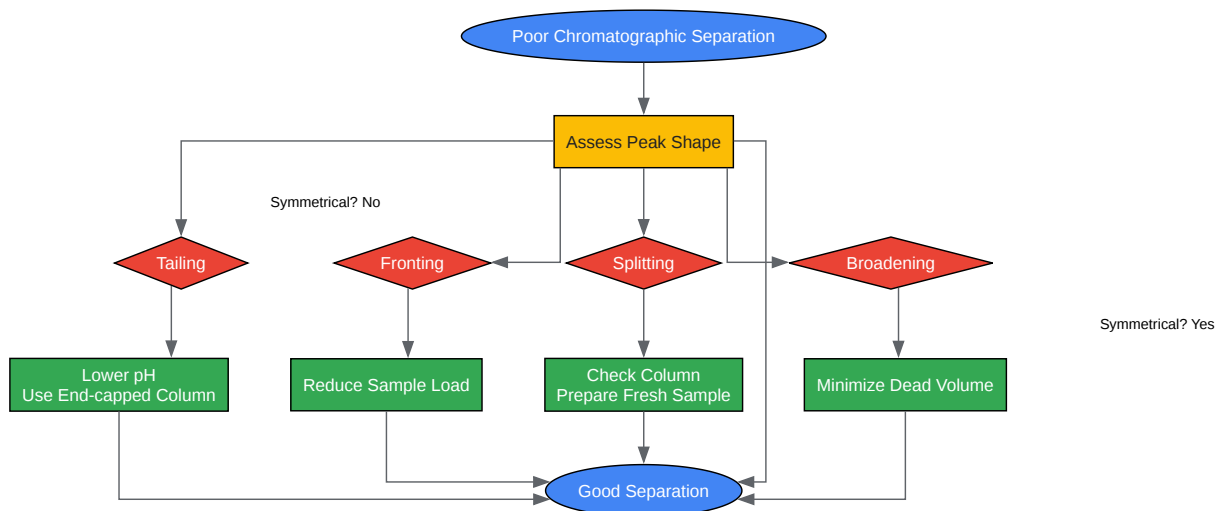 Poor Chromatographic Separation
Assess Peak Shape
Symmetrical? No
Tailing
Fronting
Splitting
Broadening
Symmetrical? Yes
Lower pH
Use End-capped Column
Reduce Sample Load
Check Column
Prepare Fresh Sample
Minimize Dead Volume
Good Separation